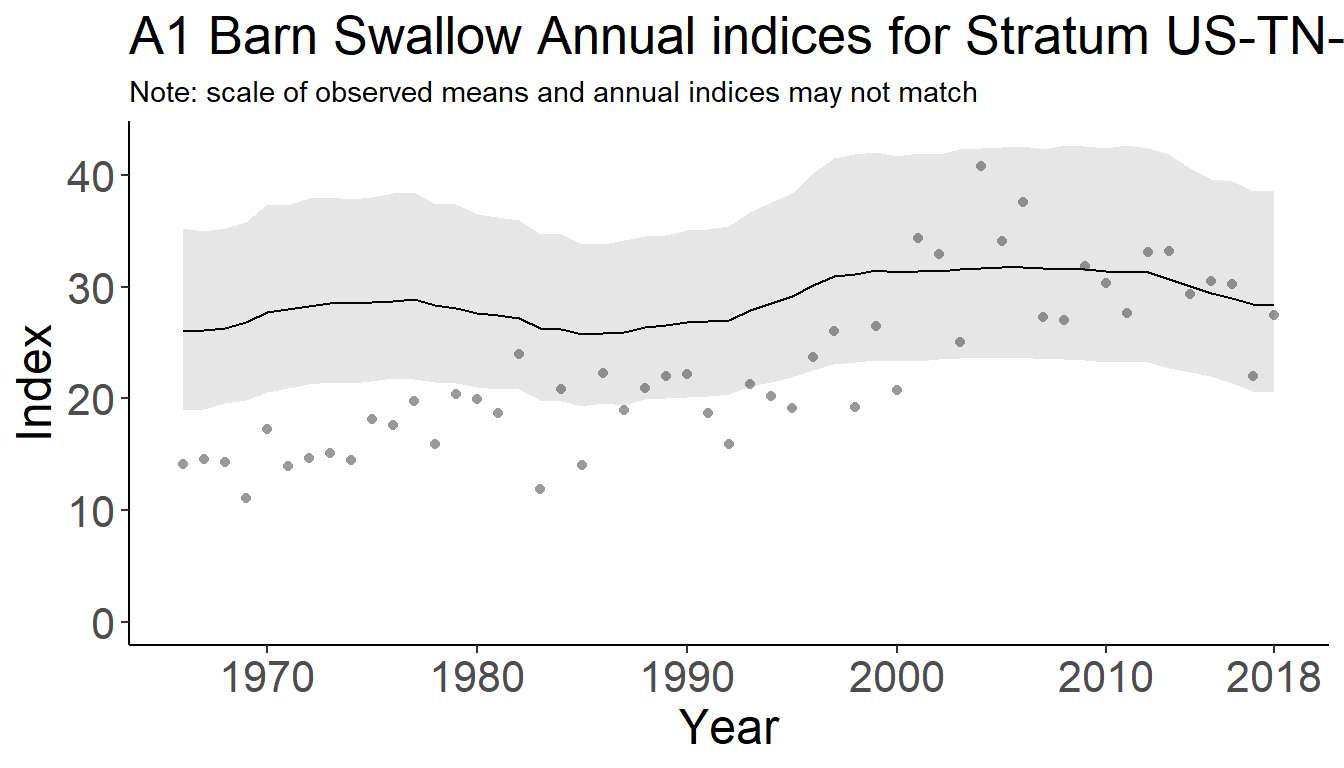 A1 Barn Swallow Annual indices for Stratum US-TN-
Note: scale of observed means and annual indices may not match
Index
40
30
20
10
0
1970 1980 1990 2000 2010 2018
Year